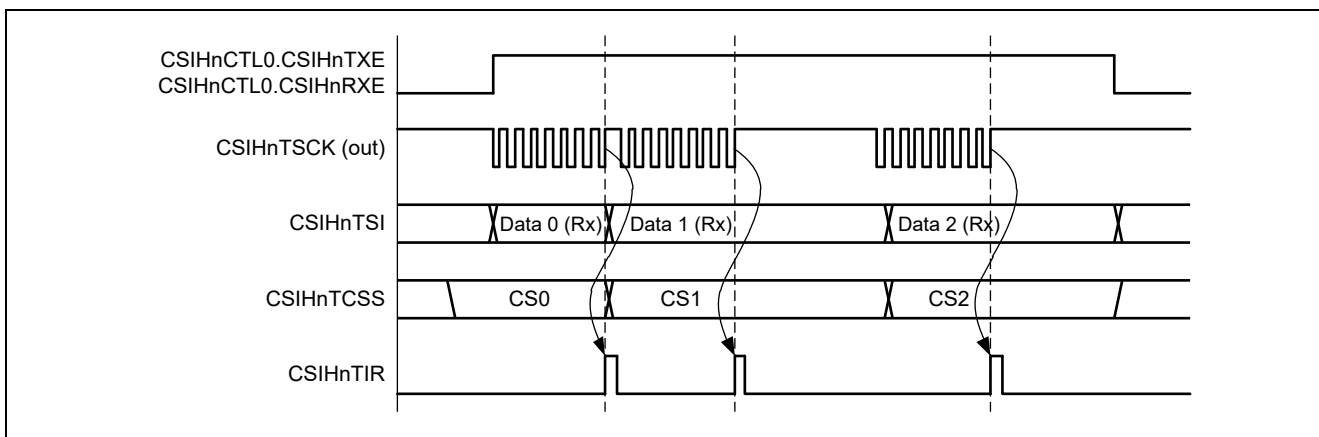 CSIHnCTL0.CSIHnTXE
CSIHnCTL0.CSIHnRXE
CSIHnTSCK (out)
CSIHnTSI
Data 0 (Rx)
Data 1 (Rx)
Data 2 (Rx)
CSIHnTCSS
CS0
CS1
CS2
CSIHnTIR